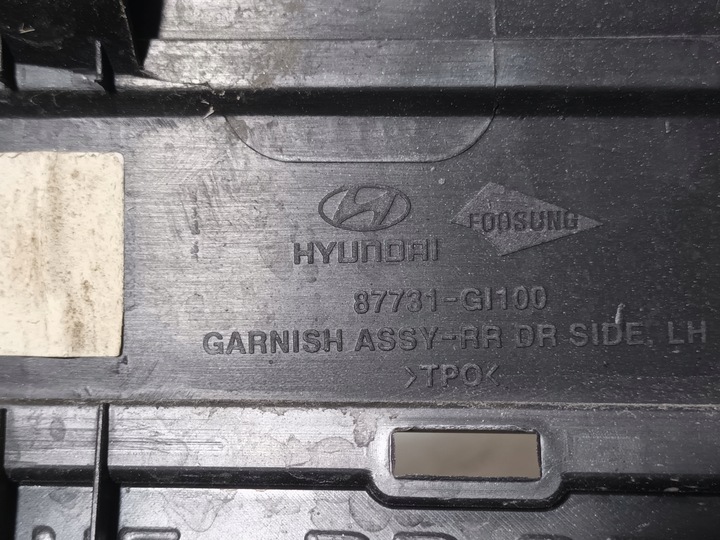 HYUNDAI FOOSUNG
87731-GI100
GARNISH ASSY-RR DR SIDE, LH
>TPO<